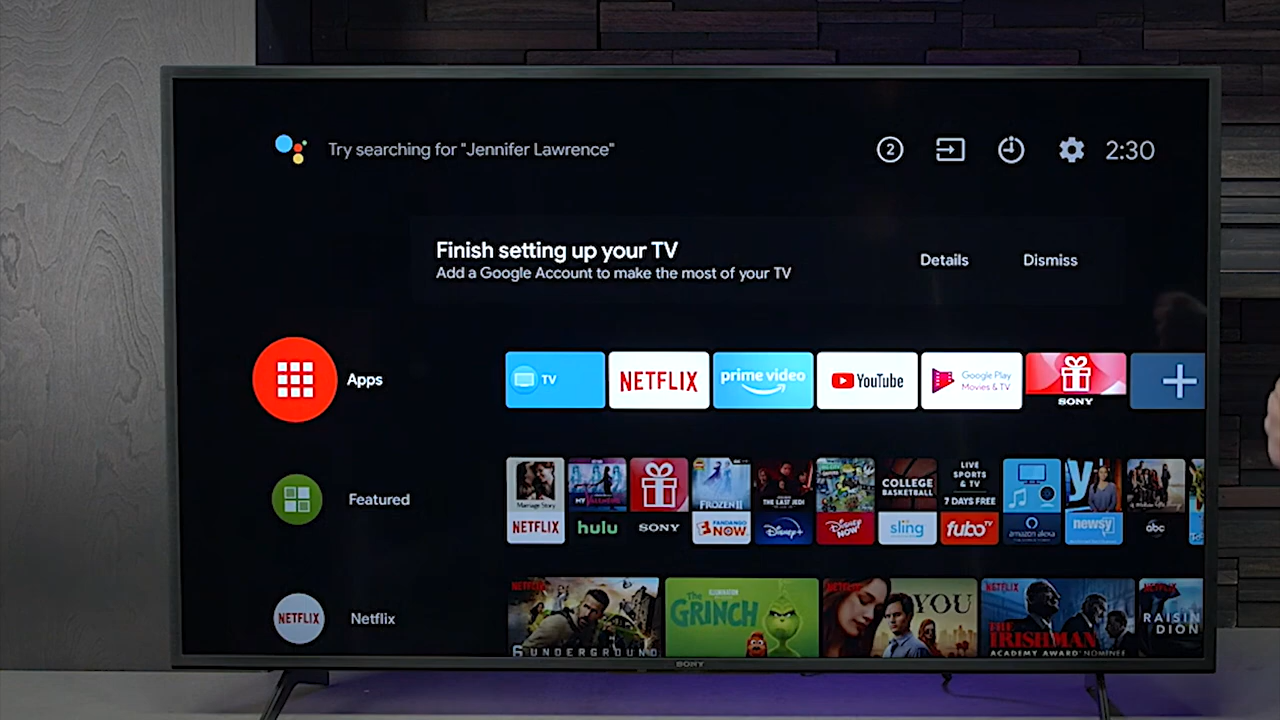 Try searching for "Jennifer Lawrence"
2
2:30
Finish setting up your TV
Add a Google Account to make the most of your TV
Details
Dismiss
Apps
TV
NETFLIX
prime video
YouTube
Google Play
Movies & TV
SONY
Featured
Marriage Story
NETFLIX
hulu
SONY
FROZEN II
FANDANGO
NOW
THE LAST JEDI
Disney+
Disney
NOW
COLLEGE
BASKETBALL
sling
LIVE
SPORTS
& TV
7 DAYS FREE
fuboTV
amazon alexa
newsy
abc
NETFLIX
Netflix
NETFLIX
6 UNDERGROUND
ILLUMINATION
The
GRINCH
NETFLIX
YOU
NETFLIX
THE
IRISHMAN
ACADEMY AWARD NOMINEE
NETFLIX
RAISIN
DION
SONY